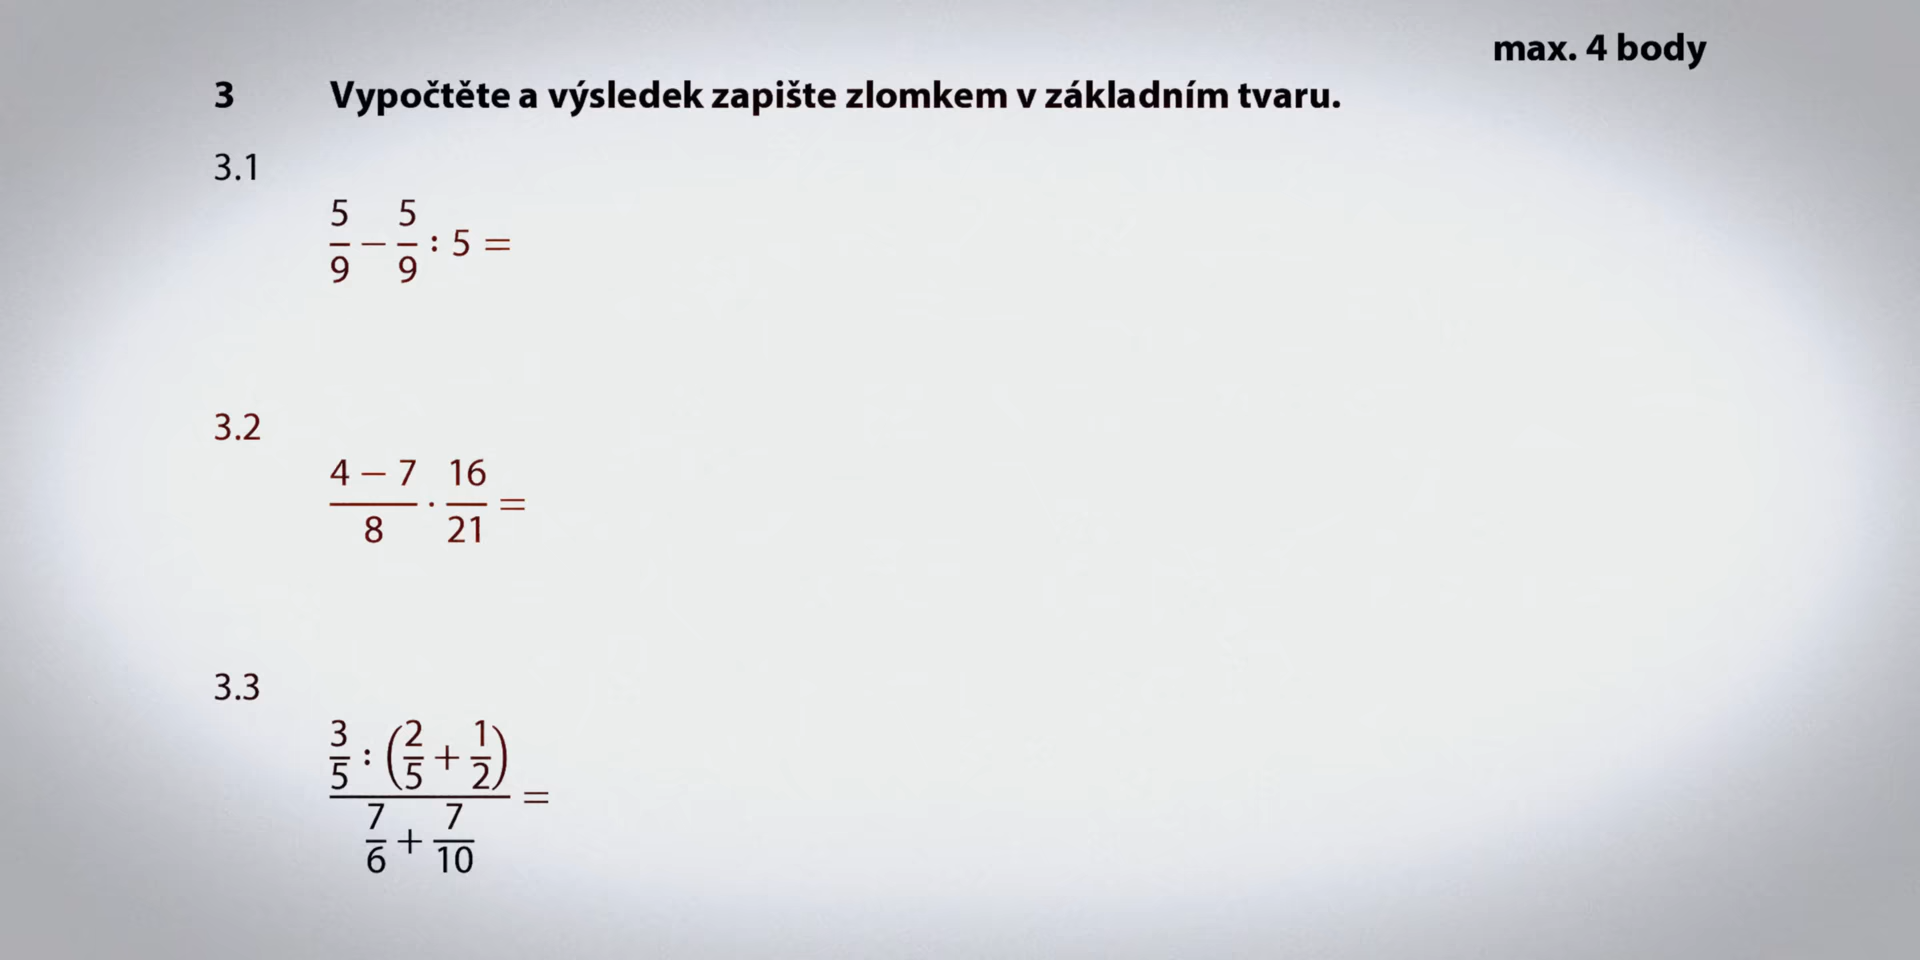 max. 4 body
3 Vypočtěte a výsledek zapište zlomkem v základním tvaru.
3.1
5/9 − 5/9 : 5 =
3.2
(4 − 7)/8 · 16/21 =
3.3
3/5 : (2/5 + 1/2)
7/6 + 7/10 =